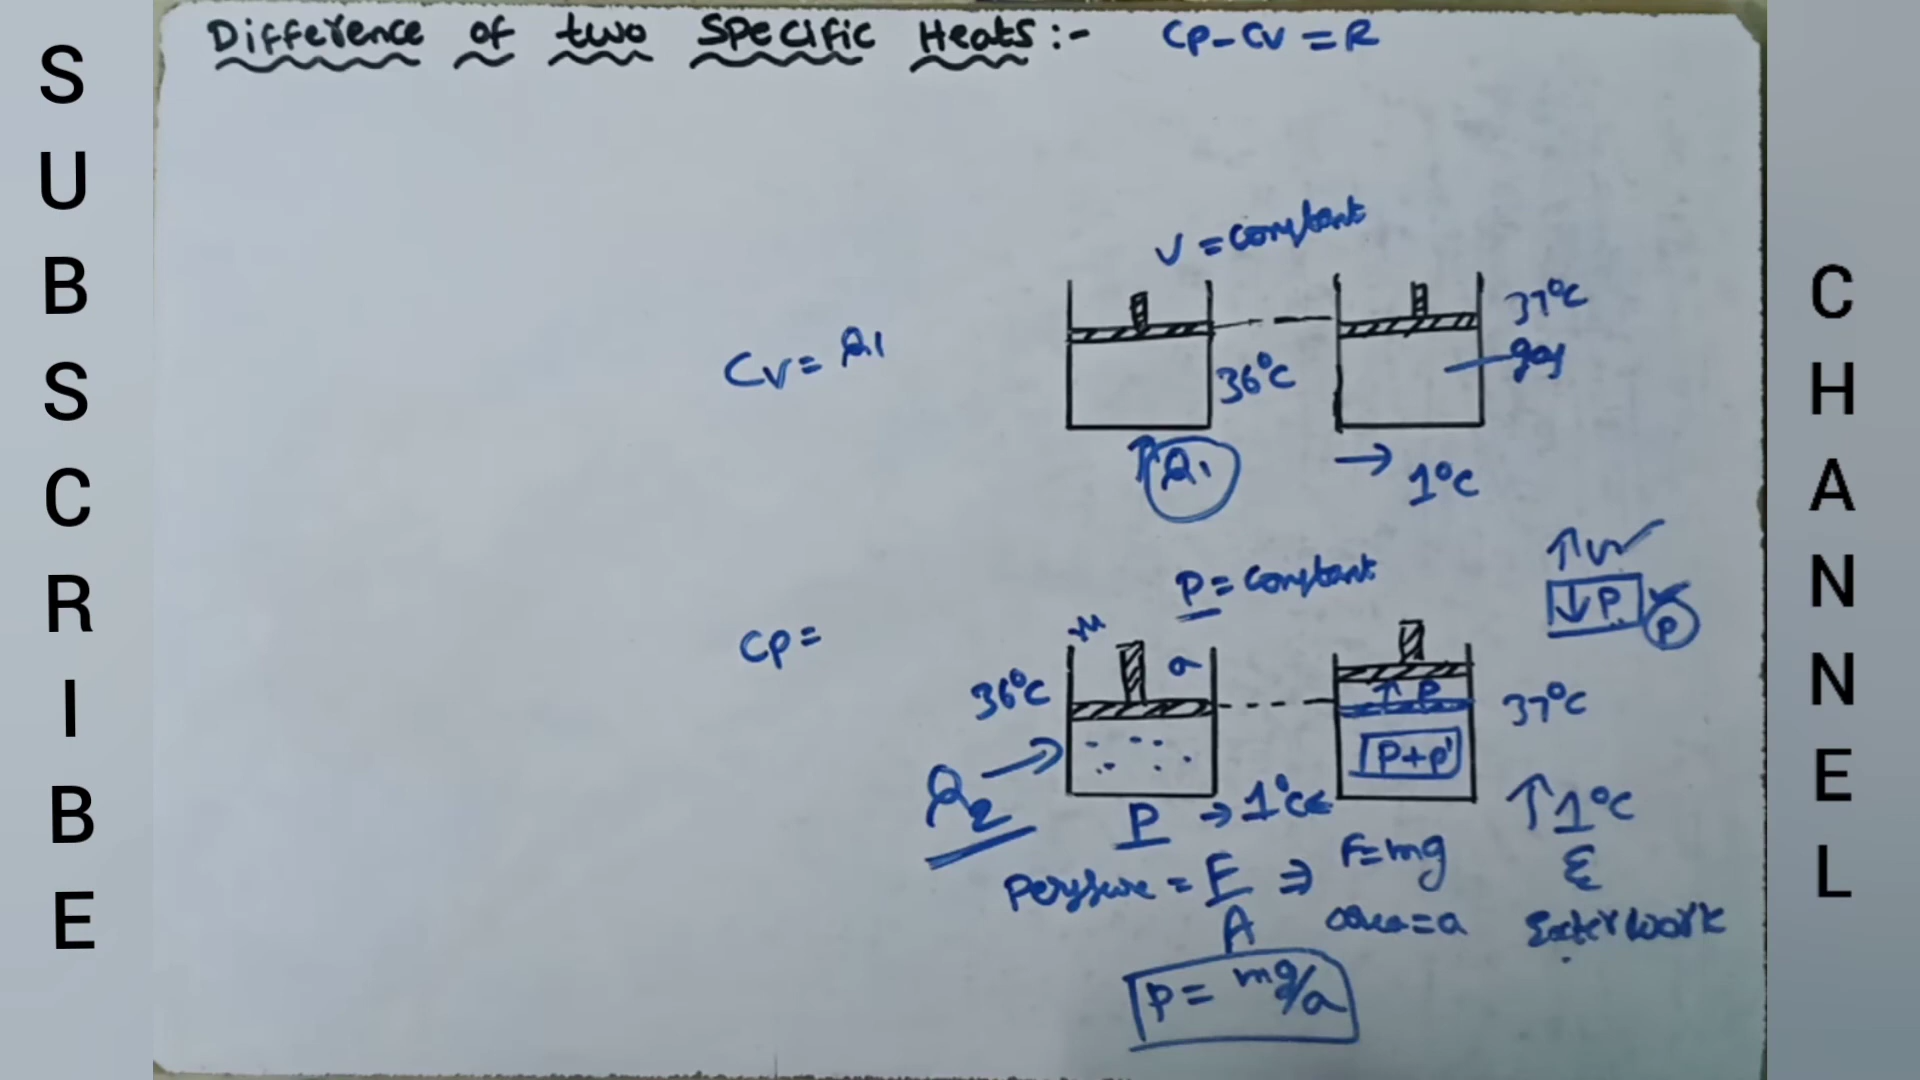 SUBSCRIBE
Difference of two Specific Heats:- Cp-Cv=R
V = Constant
37°C
gas
Cv = Q1
36°C
Q1
→ 1°C
↑V✓
↓P
P
P = Constant
Cp =
M
a
36°C
↑ P
37°C
P+p'
Q2
P
→ 1°C
↑1°C
Pressure = F/A ⇒ F=mg
area=a
&
work
P = mg/a
CHANNEL